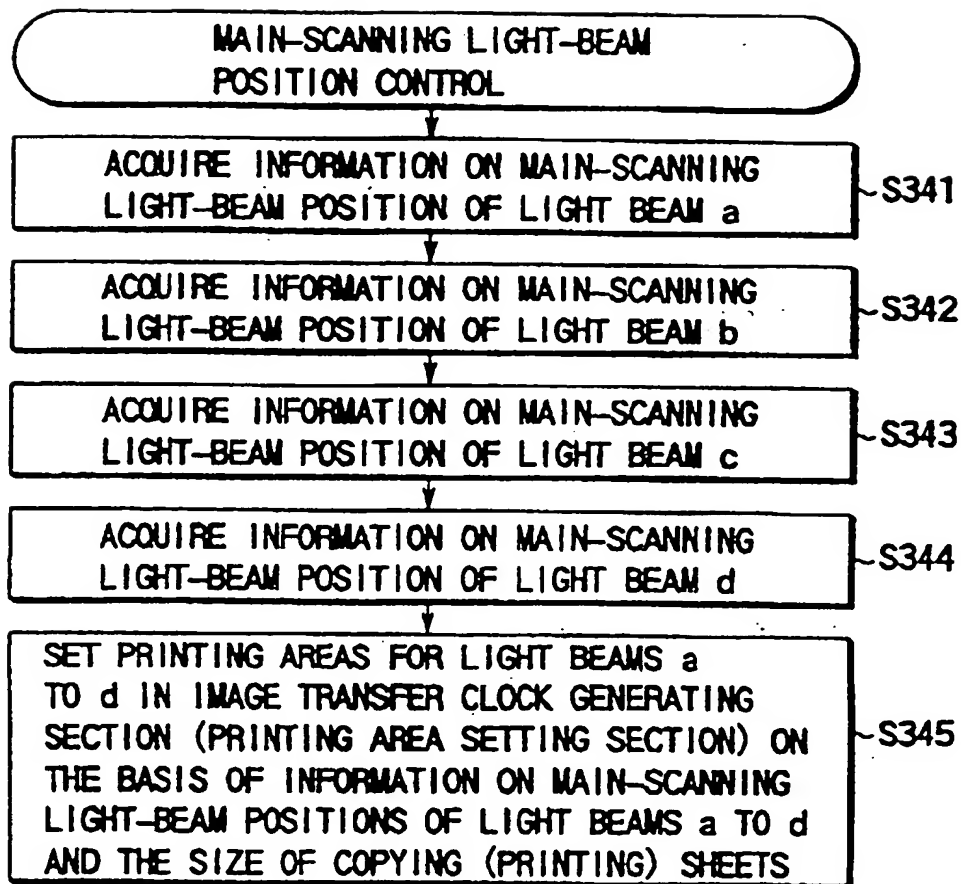 MAIN-SCANNING LIGHT-BEAM
POSITION CONTROL
ACQUIRE INFORMATION ON MAIN-SCANNING
LIGHT-BEAM POSITION OF LIGHT BEAM a
S341
ACQUIRE INFORMATION ON MAIN-SCANNING
LIGHT-BEAM POSITION OF LIGHT BEAM b
S342
ACQUIRE INFORMATION ON MAIN-SCANNING
LIGHT-BEAM POSITION OF LIGHT BEAM c
S343
ACQUIRE INFORMATION ON MAIN-SCANNING
LIGHT-BEAM POSITION OF LIGHT BEAM d
S344
SET PRINTING AREAS FOR LIGHT BEAMS a
TO d IN IMAGE TRANSFER CLOCK GENERATING
SECTION (PRINTING AREA SETTING SECTION) ON
THE BASIS OF INFORMATION ON MAIN-SCANNING
LIGHT-BEAM POSITIONS OF LIGHT BEAMS a TO d
AND THE SIZE OF COPYING (PRINTING) SHEETS
S345